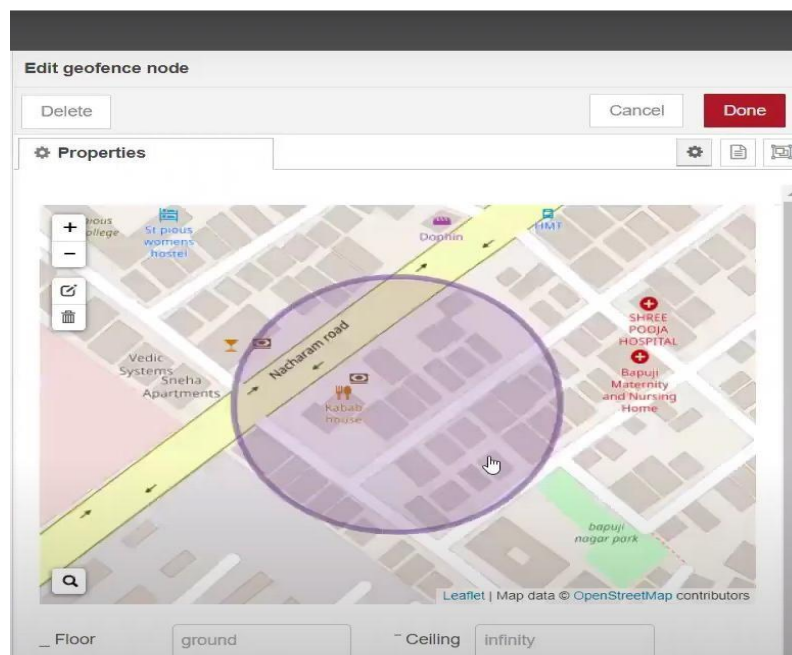 Edit geofence node
Delete
Cancel
Done
Properties
+
−
St pious
womens
hostel
Dophin
HMT
SHREE
POOJA
HOSPITAL
Bapuji
Maternity
and Nursing
Home
Nacharam road
Vedic
Systems
Sneha
Apartments
Kabab
house
bapuji
nagar park
Leaflet | Map data © OpenStreetMap contributors
_ Floor
ground
‾ Ceiling
infinity